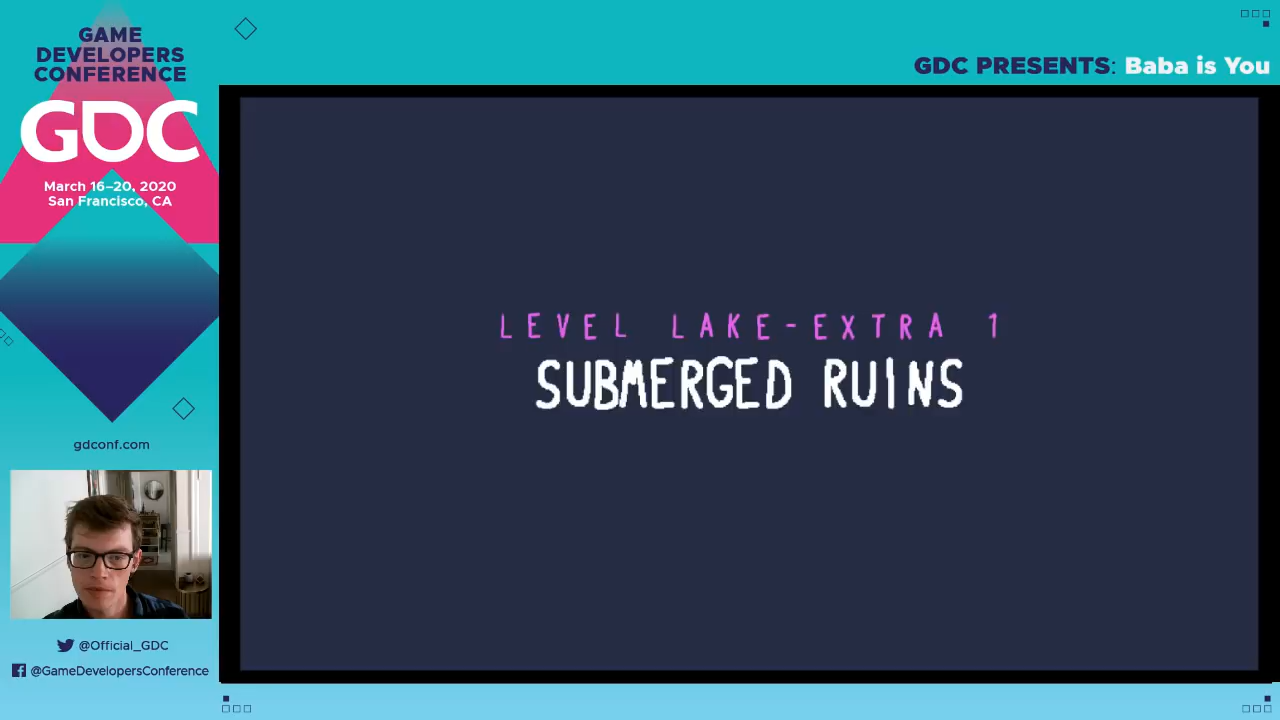 GAME
DEVELOPERS
CONFERENCE
GDC
March 16–20, 2020
San Francisco, CA
gdconf.com
@Official_GDC
@GameDevelopersConference
GDC PRESENTS: Baba is You
LEVEL LAKE-EXTRA 1
SUBMERGED RUINS